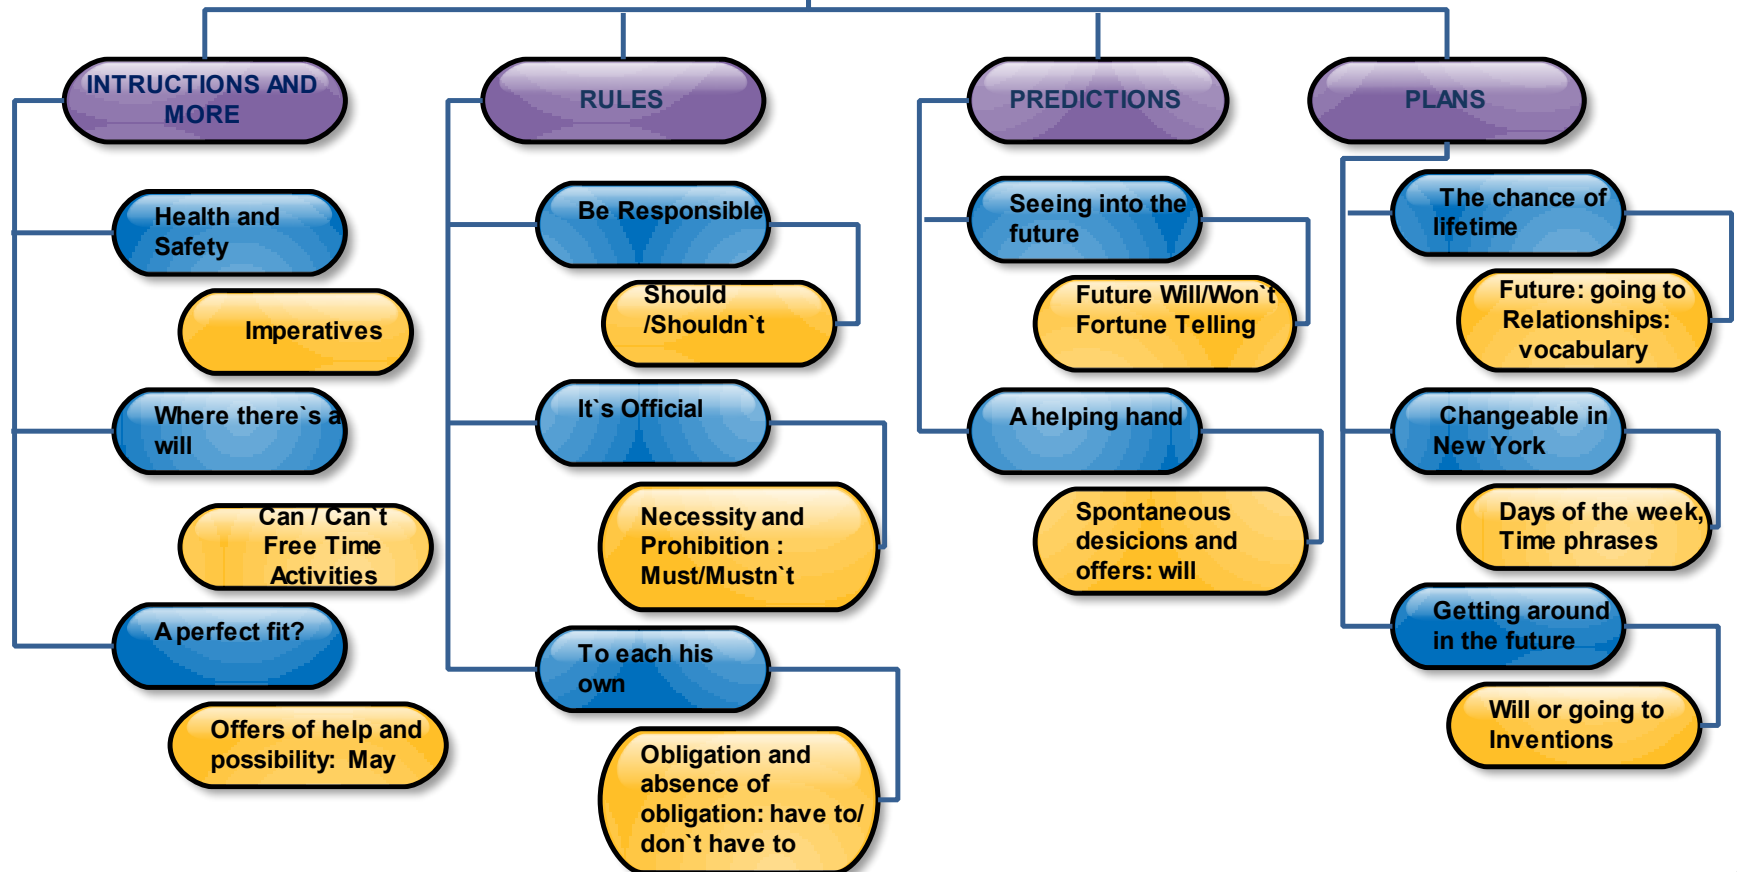 INTRUCTIONS AND
MORE
Health and
Safety
Imperatives
Where there`s a
will
Can / Can`t
Free Time
Activities
A perfect fit?
Offers of help and
possibility: May
RULES
Be Responsible
Should
/Shouldn`t
It`s Official
Necessity and
Prohibition :
Must/Mustn`t
To each his
own
Obligation and
absence of
obligation: have to/
don`t have to
PREDICTIONS
Seeing into the
future
Future Will/Won`t
Fortune Telling
A helping hand
Spontaneous
desicions and
offers: will
PLANS
The chance of
lifetime
Future: going to
Relationships:
vocabulary
Changeable in
New York
Days of the week,
Time phrases
Getting around
in the future
Will or going to
Inventions